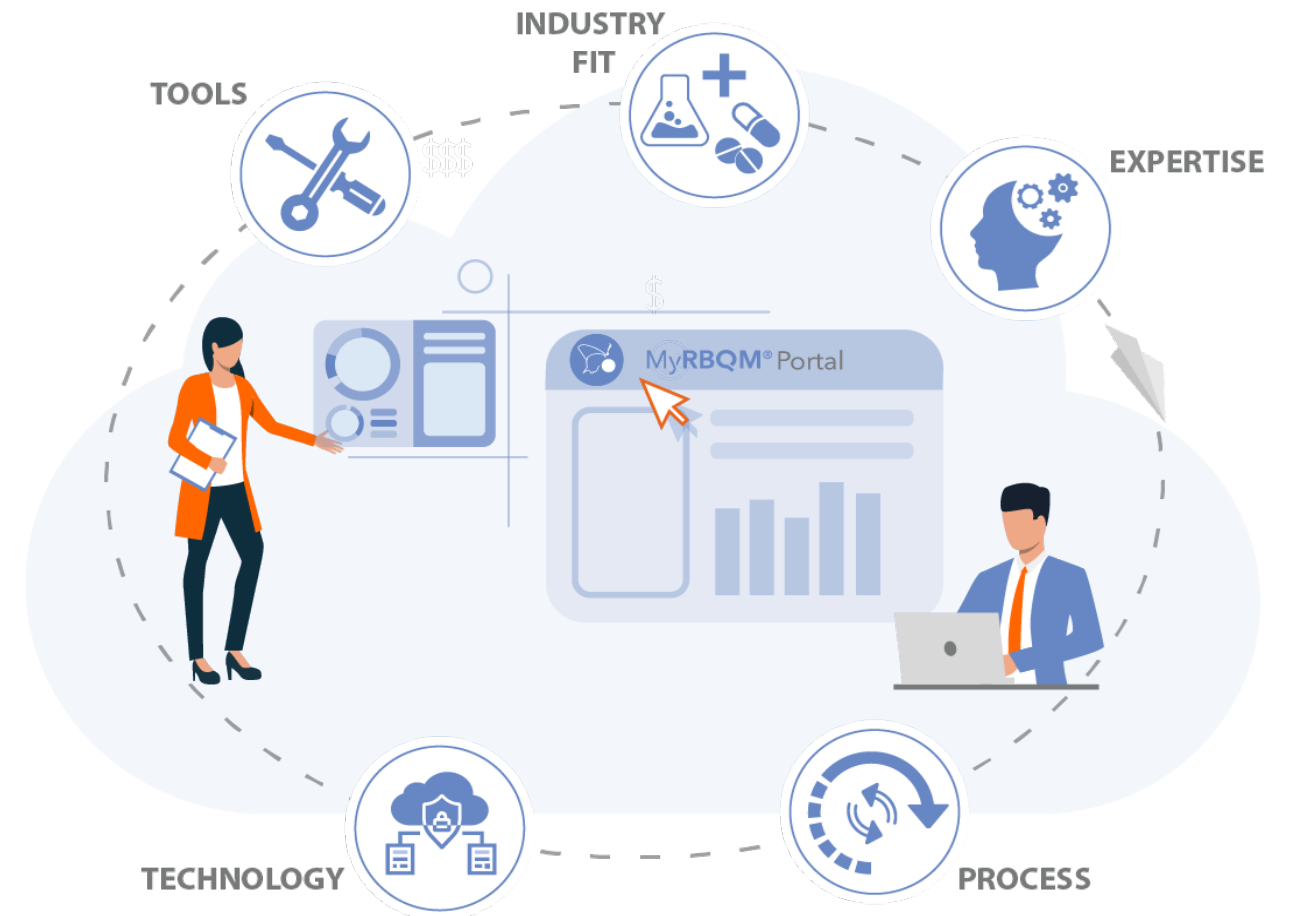 INDUSTRY
FIT
TOOLS
$$$
EXPERTISE
$
MyRBQM® Portal
TECHNOLOGY
PROCESS